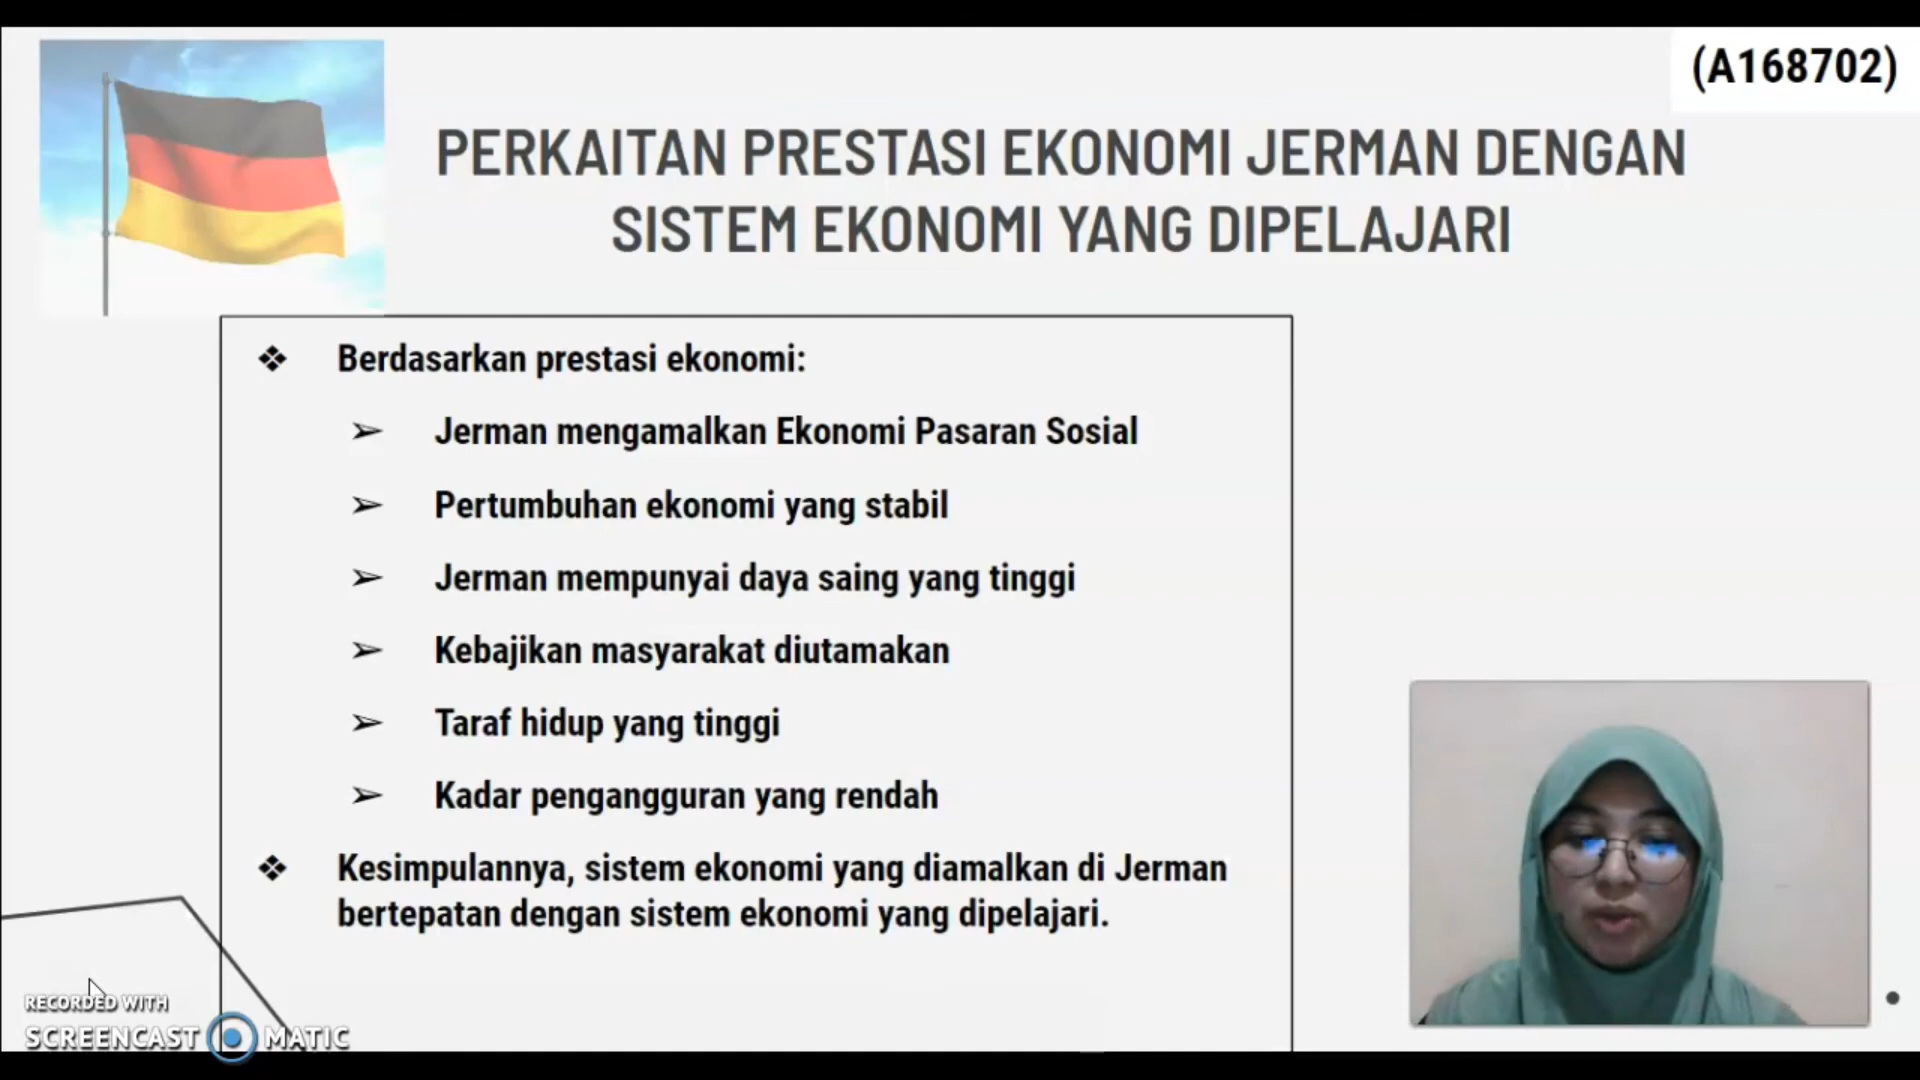 (A168702)
PERKAITAN PRESTASI EKONOMI JERMAN DENGAN
SISTEM EKONOMI YANG DIPELAJARI
Berdasarkan prestasi ekonomi:
Jerman mengamalkan Ekonomi Pasaran Sosial
Pertumbuhan ekonomi yang stabil
Jerman mempunyai daya saing yang tinggi
Kebajikan masyarakat diutamakan
Taraf hidup yang tinggi
Kadar pengangguran yang rendah
Kesimpulannya, sistem ekonomi yang diamalkan di Jerman
bertepatan dengan sistem ekonomi yang dipelajari.
RECORDED WITH
SCREENCAST MATIC